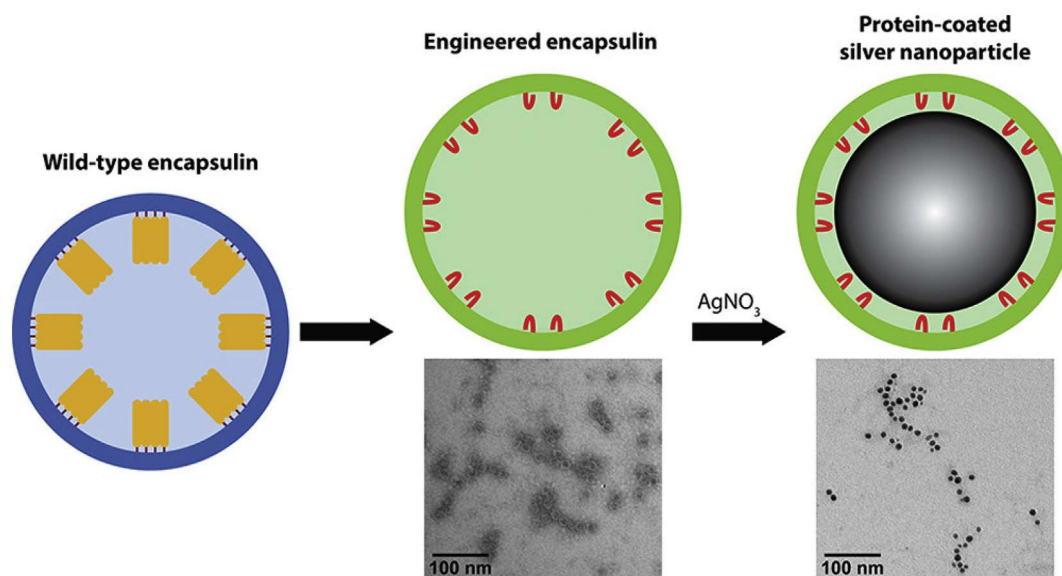 Wild-type encapsulin
Engineered encapsulin
100 nm
AgNO₃
Protein-coated
silver nanoparticle
100 nm